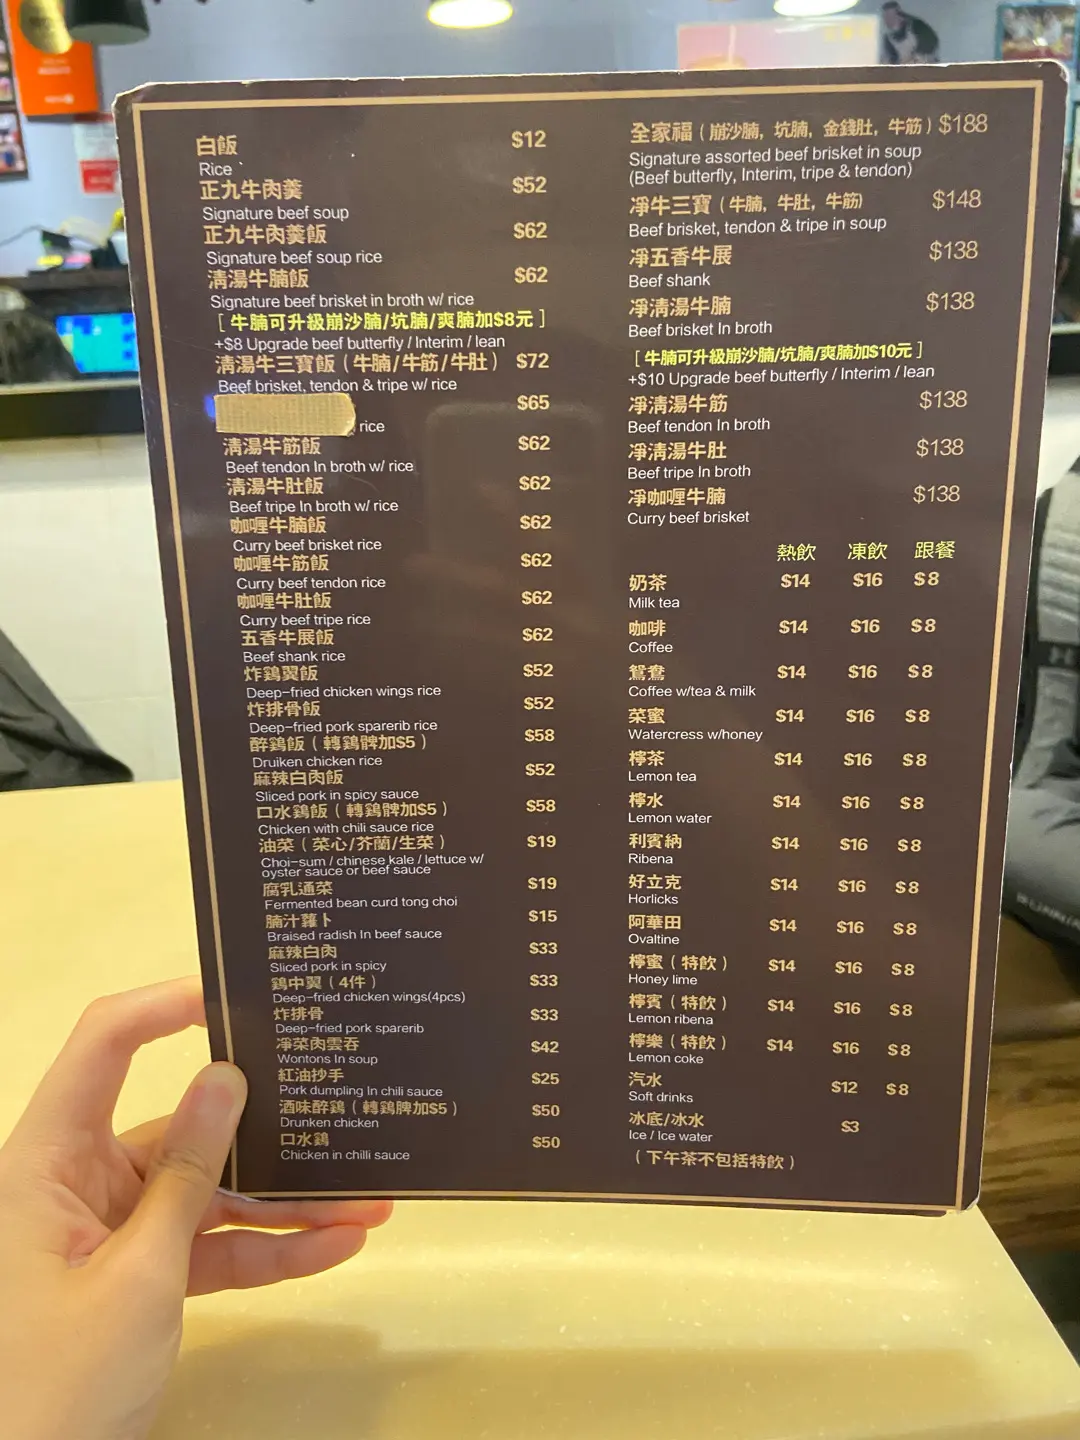 白飯 $12
Rice
正九牛肉羹 $52
Signature beef soup
正九牛肉羹飯 $62
Signature beef soup rice
清湯牛腩飯 $62
Signature beef brisket in broth w/ rice
[ 牛腩可升級崩沙腩/坑腩/爽腩加$8元 ]
+$8 Upgrade beef butterfly / Interim / lean
清湯牛三寶飯 ( 牛腩/牛筋/牛肚 ) $72
Beef brisket, tendon & tripe w/ rice
$65
rice
清湯牛筋飯 $62
Beef tendon In broth w/ rice
清湯牛肚飯 $62
Beef tripe In broth w/ rice
咖喱牛腩飯 $62
Curry beef brisket rice
咖喱牛筋飯 $62
Curry beef tendon rice
咖喱牛肚飯 $62
Curry beef tripe rice
五香牛展飯 $62
Beef shank rice
炸鷄翼飯 $52
Deep-fried chicken wings rice
炸排骨飯 $52
Deep-fried pork sparerib rice
醉鷄飯 ( 轉鷄髀加$5 ) $58
Druiken chicken rice
麻辣白肉飯 $52
Sliced pork in spicy sauce
口水鷄飯 ( 轉鷄髀加$5 ) $58
Chicken with chili sauce rice
油菜 ( 菜心/芥蘭/生菜 ) $19
Choi-sum / chinese kale / lettuce w/
oyster sauce or beef sauce
腐乳通菜 $19
Fermented bean curd tong choi
腩汁蘿卜 $15
Braised radish In beef sauce
麻辣白肉 $33
Sliced pork in spicy
鷄中翼 ( 4件 ) $33
Deep-fried chicken wings(4pcs)
炸排骨 $33
Deep-fried pork sparerib
凈菜肉雲吞 $42
Wontons In soup
紅油抄手 $25
Pork dumpling In chili sauce
酒味醉鷄 ( 轉鷄髀加$5 ) $50
Drunken chicken
口水鷄 $50
Chicken in chilli sauce
全家福 ( 崩沙腩, 坑腩, 金錢肚, 牛筋 ) $188
Signature assorted beef brisket in soup
(Beef butterfly, Interim, tripe & tendon)
凈牛三寶 ( 牛腩, 牛肚, 牛筋) $148
Beef brisket, tendon & tripe in soup
凈五香牛展 $138
Beef shank
凈清湯牛腩 $138
Beef brisket In broth
[ 牛腩可升級崩沙腩/坑腩/爽腩加$10元 ]
+$10 Upgrade beef butterfly / Interim / lean
凈清湯牛筋 $138
Beef tendon In broth
凈清湯牛肚 $138
Beef tripe In broth
凈咖喱牛腩 $138
Curry beef brisket
熱飲 凍飲 跟餐
奶茶 $14 $16 $8
Milk tea
咖啡 $14 $16 $8
Coffee
鴛鴦 $14 $16 $8
Coffee w/tea & milk
菜蜜 $14 $16 $8
Watercress w/honey
檸茶 $14 $16 $8
Lemon tea
檸水 $14 $16 $8
Lemon water
利賓納 $14 $16 $8
Ribena
好立克 $14 $16 $8
Horlicks
阿華田 $14 $16 $8
Ovaltine
檸蜜 ( 特飲 ) $14 $16 $8
Honey lime
檸賓 ( 特飲 ) $14 $16 $8
Lemon ribena
檸樂 ( 特飲 ) $14 $16 $8
Lemon coke
汽水 $12 $8
Soft drinks
冰底/冰水 $3
Ice / Ice water
( 下午茶不包括特飲 )